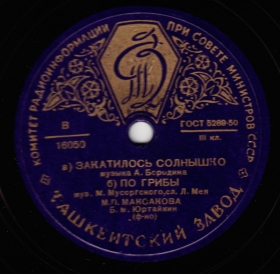 КОМИТЕТ РАДИОИНФОРМАЦИИ ПРИ СОВЕТЕ МИНИСТРОВ СССР
В
16050
ГОСТ 5289-50
III кл.
а) ЗАКАТИЛОСЬ СОЛНЫШКО
музыка А. Бородина
б) ПО ГРИБЫ
муз. М. Мусоргского, сл. Л. Мея
М.П. МАКСАКОВА
Б. М. Юртайкин
(ф-но)
ТАШКЕНТСКИЙ ЗАВОД